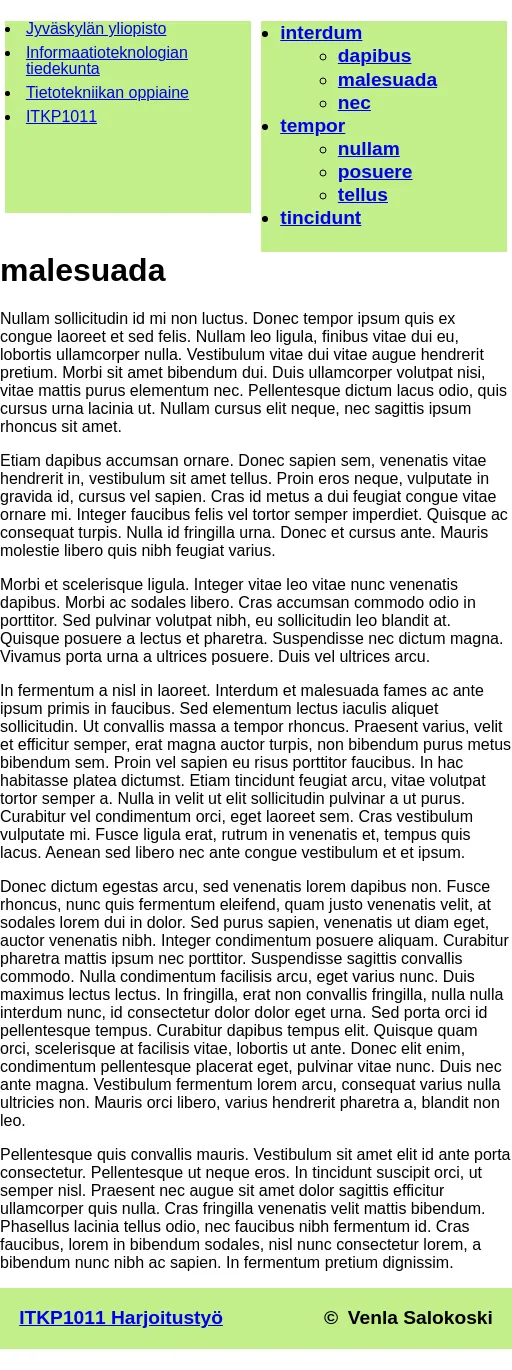 Jyväskylän yliopisto
Informaatioteknologian
tiedekunta
Tietotekniikan oppiaine
ITKP1011
interdum
dapibus
malesuada
nec
tempor
nullam
posuere
tellus
tincidunt
malesuada
Nullam sollicitudin id mi non luctus. Donec tempor ipsum quis ex
congue laoreet et sed felis. Nullam leo ligula, finibus vitae dui eu,
lobortis ullamcorper nulla. Vestibulum vitae dui vitae augue hendrerit
pretium. Morbi sit amet bibendum dui. Duis ullamcorper volutpat nisi,
vitae mattis purus elementum nec. Pellentesque dictum lacus odio, quis
cursus urna lacinia ut. Nullam cursus elit neque, nec sagittis ipsum
rhoncus sit amet.
Etiam dapibus accumsan ornare. Donec sapien sem, venenatis vitae
hendrerit in, vestibulum sit amet tellus. Proin eros neque, vulputate in
gravida id, cursus vel sapien. Cras id metus a dui feugiat congue vitae
ornare mi. Integer faucibus felis vel tortor semper imperdiet. Quisque ac
consequat turpis. Nulla id fringilla urna. Donec et cursus ante. Mauris
molestie libero quis nibh feugiat varius.
Morbi et scelerisque ligula. Integer vitae leo vitae nunc venenatis
dapibus. Morbi ac sodales libero. Cras accumsan commodo odio in
porttitor. Sed pulvinar volutpat nibh, eu sollicitudin leo blandit at.
Quisque posuere a lectus et pharetra. Suspendisse nec dictum magna.
Vivamus porta urna a ultrices posuere. Duis vel ultrices arcu.
In fermentum a nisl in laoreet. Interdum et malesuada fames ac ante
ipsum primis in faucibus. Sed elementum lectus iaculis aliquet
sollicitudin. Ut convallis massa a tempor rhoncus. Praesent varius, velit
et efficitur semper, erat magna auctor turpis, non bibendum purus metus
bibendum sem. Proin vel sapien eu risus porttitor faucibus. In hac
habitasse platea dictumst. Etiam tincidunt feugiat arcu, vitae volutpat
tortor semper a. Nulla in velit ut elit sollicitudin pulvinar a ut purus.
Curabitur vel condimentum orci, eget laoreet sem. Cras vestibulum
vulputate mi. Fusce ligula erat, rutrum in venenatis et, tempus quis
lacus. Aenean sed libero nec ante congue vestibulum et et ipsum.
Donec dictum egestas arcu, sed venenatis lorem dapibus non. Fusce
rhoncus, nunc quis fermentum eleifend, quam justo venenatis velit, at
sodales lorem dui in dolor. Sed purus sapien, venenatis ut diam eget,
auctor venenatis nibh. Integer condimentum posuere aliquam. Curabitur
pharetra mattis ipsum nec porttitor. Suspendisse sagittis convallis
commodo. Nulla condimentum facilisis arcu, eget varius nunc. Duis
maximus lectus lectus. In fringilla, erat non convallis fringilla, nulla nulla
interdum nunc, id consectetur dolor dolor eget urna. Sed porta orci id
pellentesque tempus. Curabitur dapibus tempus elit. Quisque quam
orci, scelerisque at facilisis vitae, lobortis ut ante. Donec elit enim,
condimentum pellentesque placerat eget, pulvinar vitae nunc. Duis nec
ante magna. Vestibulum fermentum lorem arcu, consequat varius nulla
ultricies non. Mauris orci libero, varius hendrerit pharetra a, blandit non
leo.
Pellentesque quis convallis mauris. Vestibulum sit amet elit id ante porta
consectetur. Pellentesque ut neque eros. In tincidunt suscipit orci, ut
semper nisl. Praesent nec augue sit amet dolor sagittis efficitur
ullamcorper quis nulla. Cras fringilla venenatis velit mattis bibendum.
Phasellus lacinia tellus odio, nec faucibus nibh fermentum id. Cras
faucibus, lorem in bibendum sodales, nisl nunc consectetur lorem, a
bibendum nunc nibh ac sapien. In fermentum pretium dignissim.
ITKP1011 Harjoitustyö
© Venla Salokoski